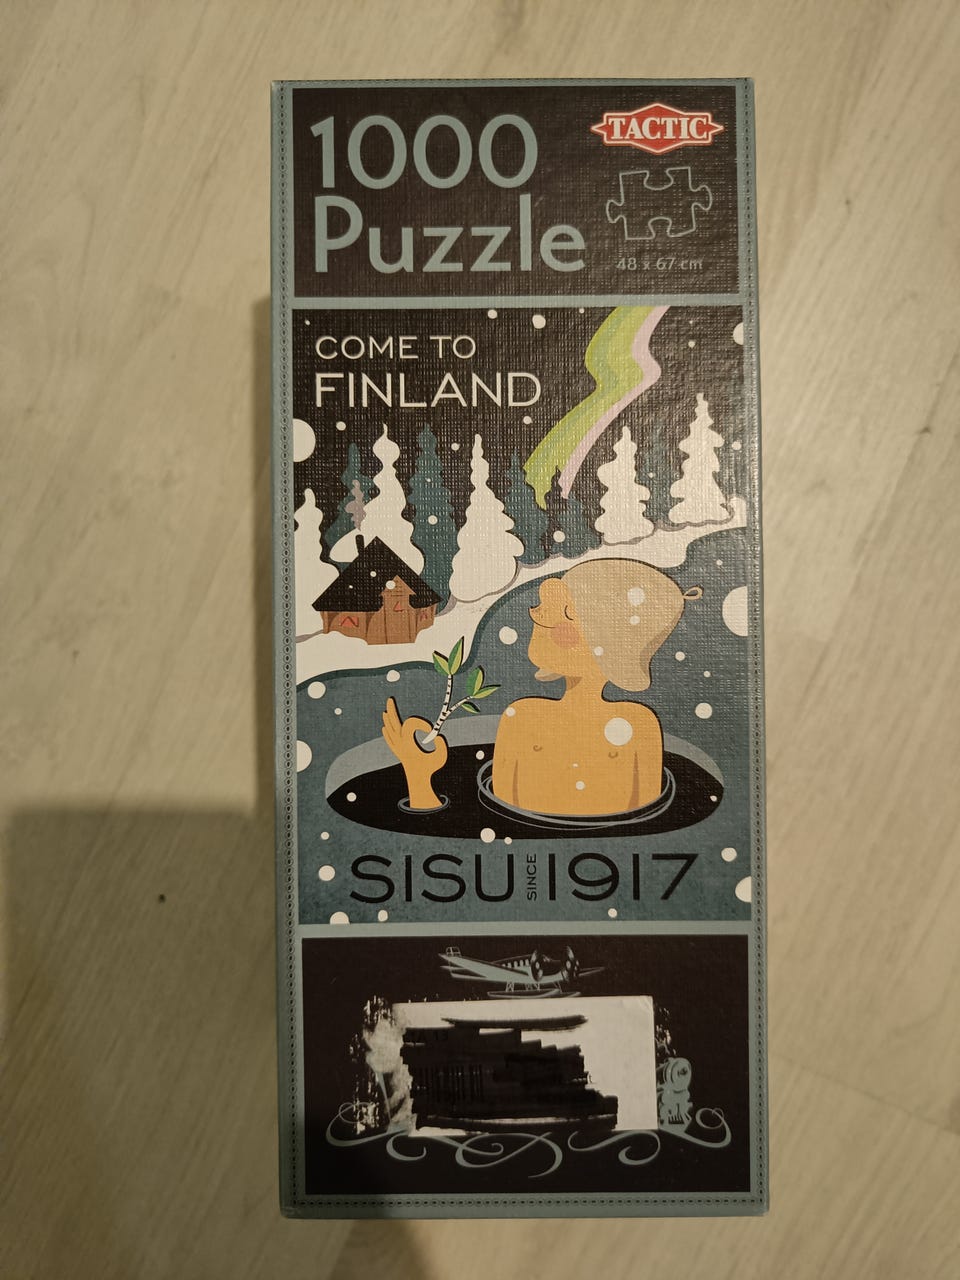 1000
Puzzle
TACTIC
48 x 67 cm
COME TO
FINLAND
SISU SINCE 1917